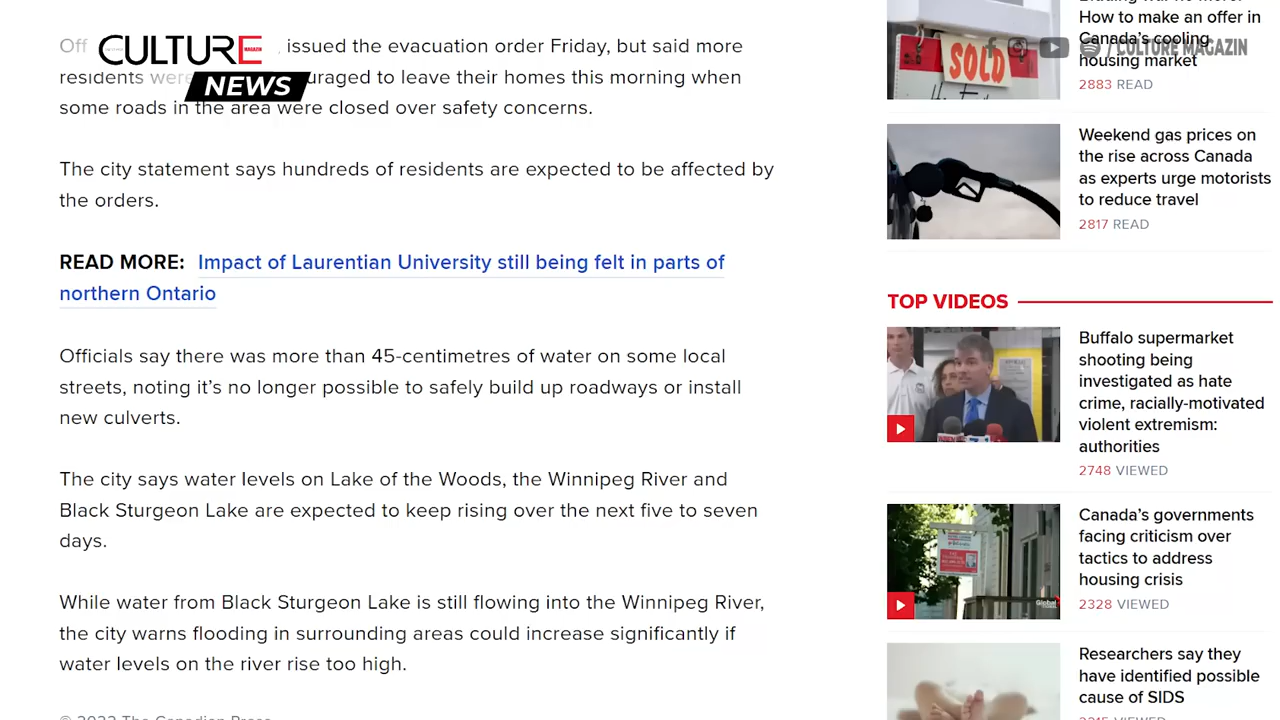 Off
CULTURE
MAGAZIN
NEWS
issued the evacuation order Friday, but said more
residents were uraged to leave their homes this morning when
some roads in the area were closed over safety concerns.
The city statement says hundreds of residents are expected to be affected by
the orders.
READ MORE: Impact of Laurentian University still being felt in parts of
northern Ontario
Officials say there was more than 45-centimetres of water on some local
streets, noting it’s no longer possible to safely build up roadways or install
new culverts.
The city says water levels on Lake of the Woods, the Winnipeg River and
Black Sturgeon Lake are expected to keep rising over the next five to seven
days.
While water from Black Sturgeon Lake is still flowing into the Winnipeg River,
the city warns flooding in surrounding areas could increase significantly if
water levels on the river rise too high.
© 2022 The Canadian Press
SOLD
How to make an offer in
Canada’s cooling
housing market
2883 READ
/ CULTURE MAGAZIN
Weekend gas prices on
the rise across Canada
as experts urge motorists
to reduce travel
2817 READ
TOP VIDEOS
Buffalo supermarket
shooting being
investigated as hate
crime, racially-motivated
violent extremism:
authorities
2748 VIEWED
Canada’s governments
facing criticism over
tactics to address
housing crisis
2328 VIEWED
Global
Researchers say they
have identified possible
cause of SIDS
VIEWED